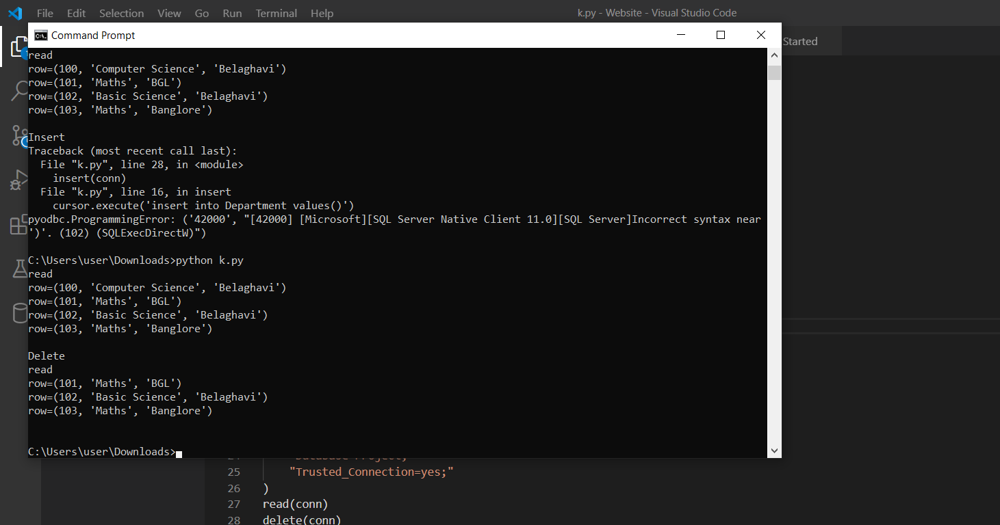 File Edit Selection View Go Run Terminal Help
k.py - Website - Visual Studio Code
Command Prompt
Started
read
row=(100, 'Computer Science', 'Belaghavi')
row=(101, 'Maths', 'BGL')
row=(102, 'Basic Science', 'Belaghavi')
row=(103, 'Maths', 'Banglore')
Insert
Traceback (most recent call last):
  File "k.py", line 28, in <module>
    insert(conn)
  File "k.py", line 16, in insert
    cursor.execute('insert into Department values()')
pyodbc.ProgrammingError: ('42000', "[42000] [Microsoft][SQL Server Native Client 11.0][SQL Server]Incorrect syntax near
')'. (102) (SQLExecDirectW)")
C:\Users\user\Downloads>python k.py
read
row=(100, 'Computer Science', 'Belaghavi')
row=(101, 'Maths', 'BGL')
row=(102, 'Basic Science', 'Belaghavi')
row=(103, 'Maths', 'Banglore')
Delete
read
row=(101, 'Maths', 'BGL')
row=(102, 'Basic Science', 'Belaghavi')
row=(103, 'Maths', 'Banglore')
C:\Users\user\Downloads>
25 "Trusted_Connection=yes;"
26 )
27 read(conn)
28 delete(conn)